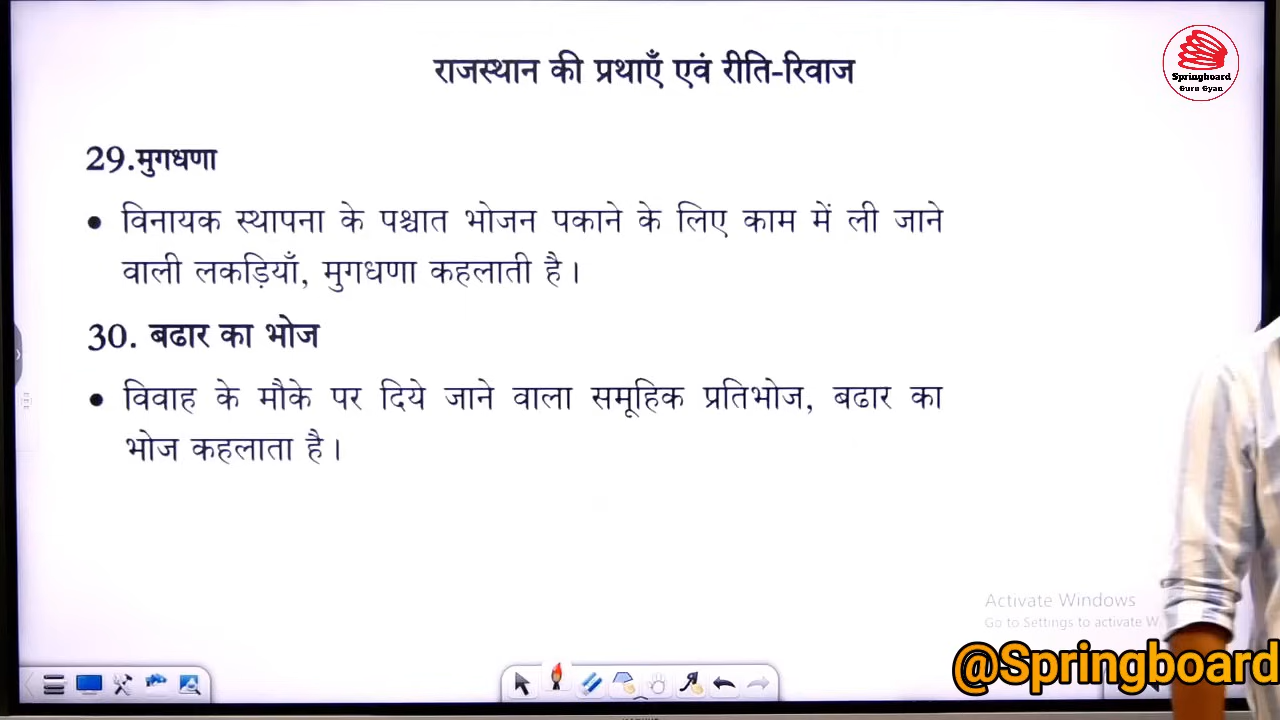 राजस्थान की प्रथाएँ एवं रीति-रिवाज
Springboard
Guru Gyan
29.मुगधणा
• विनायक स्थापना के पश्चात भोजन पकाने के लिए काम में ली जाने
वाली लकड़ियाँ, मुगधणा कहलाती है।
30. बढार का भोज
• विवाह के मौके पर दिये जाने वाला समूहिक प्रतिभोज, बढार का
भोज कहलाता है।
Activate Windows
Go to Settings to activate W
@Springboard